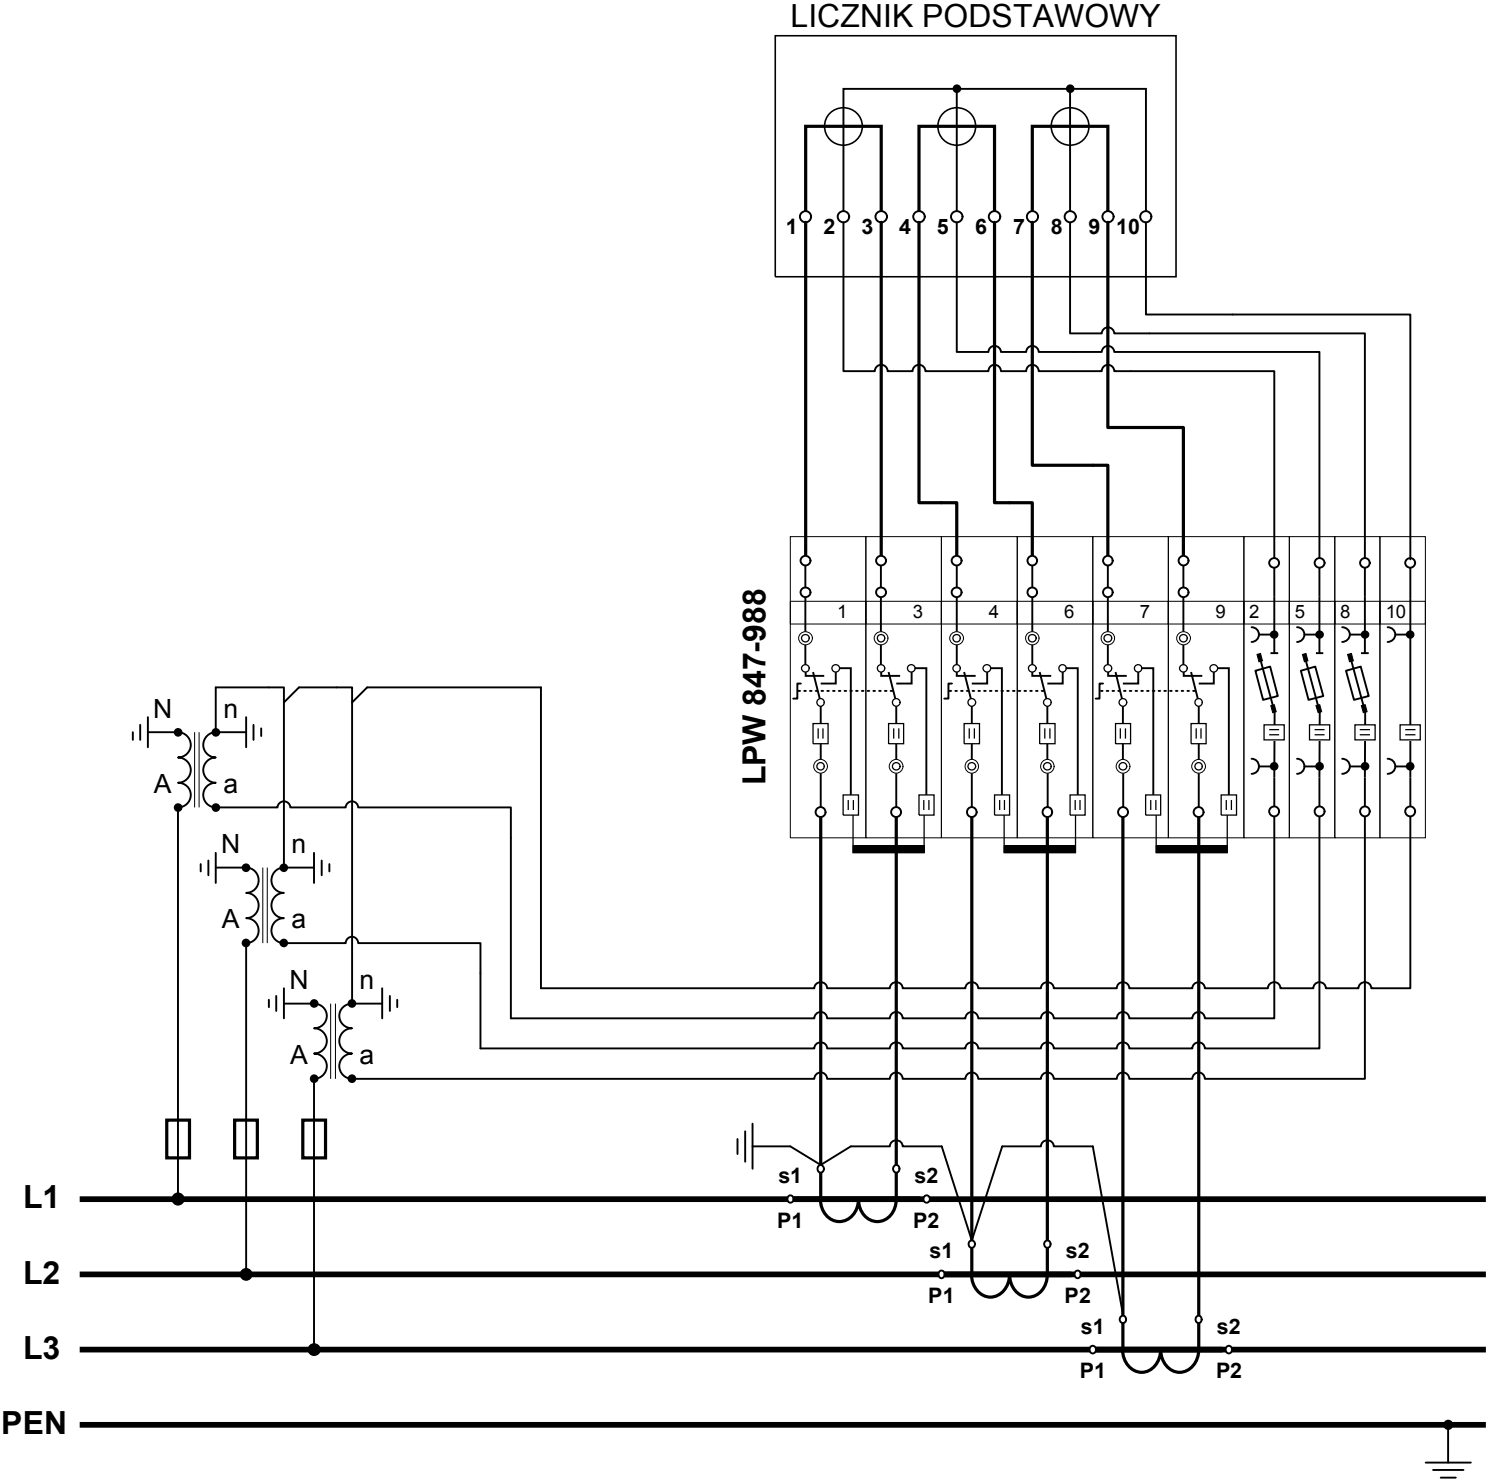 LICZNIK PODSTAWOWY
1 2 3 4 5 6 7 8 9 10
LPW 847-988
1 3 4 6 7 9 2 5 8 10
N n
A a
N n
A a
N n
A a
s1 s2
L1
P1 P2
s1 s2
L2
P1 P2
s1 s2
L3
P1 P2
PEN